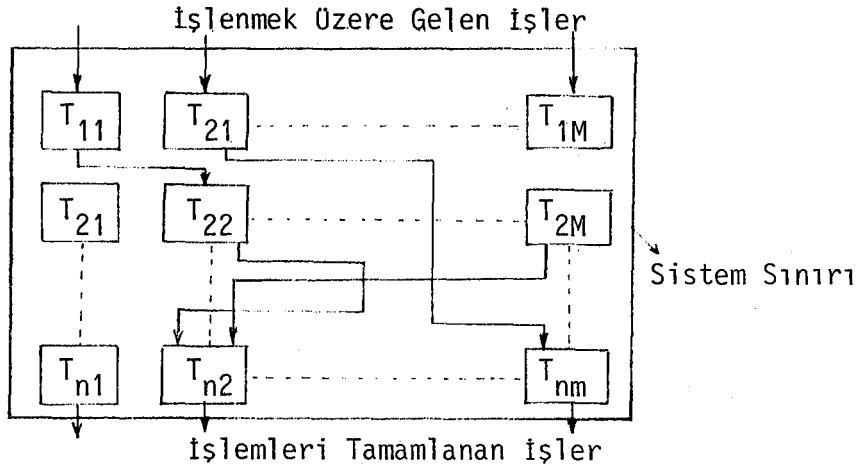 İşlenmek Üzere Gelen İşler
T11 T21 T1M
T21 T22 T2M
Sistem Sınırı
Tn1 Tn2 Tnm
İşlemleri Tamamlanan İşler